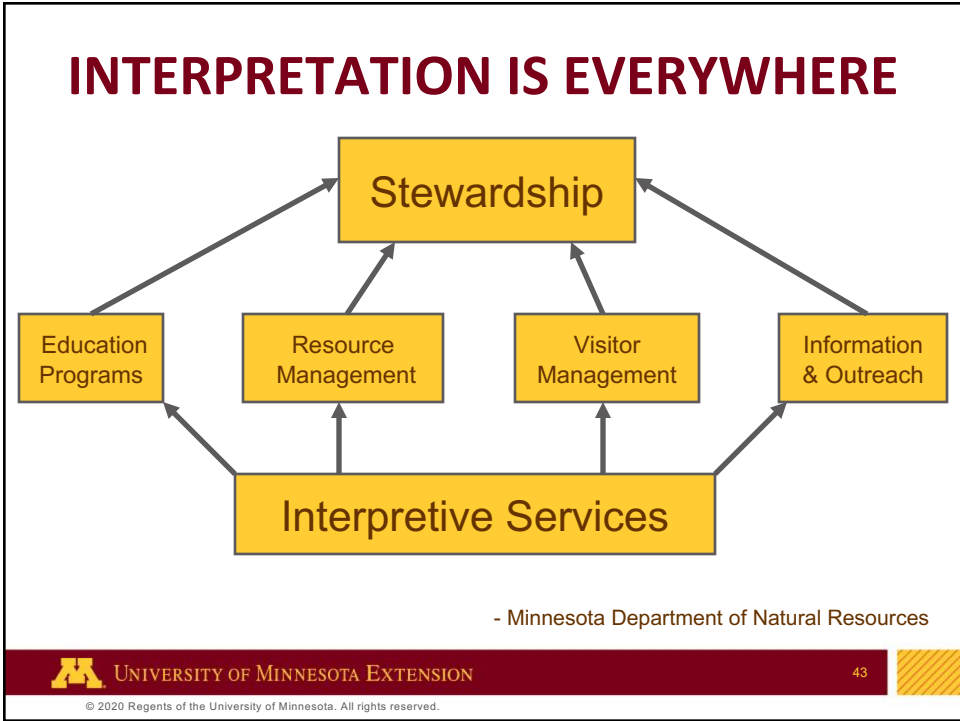 INTERPRETATION IS EVERYWHERE
Stewardship
Education
Programs
Resource
Management
Visitor
Management
Information
& Outreach
Interpretive Services
- Minnesota Department of Natural Resources
M UNIVERSITY OF MINNESOTA EXTENSION
43
© 2020 Regents of the University of Minnesota. All rights reserved.